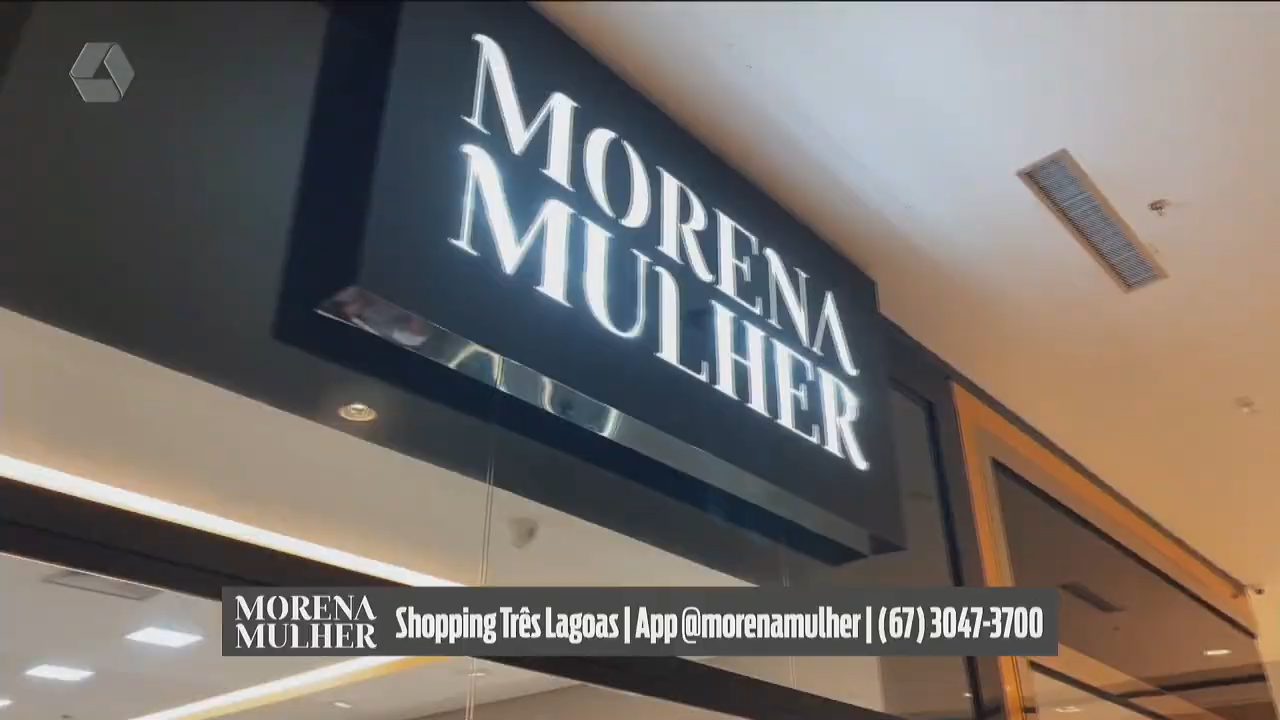 MORENA
MULHER
MORENA
MULHER
Shopping Três Lagoas | App @morenamulher | (67) 3047-3700